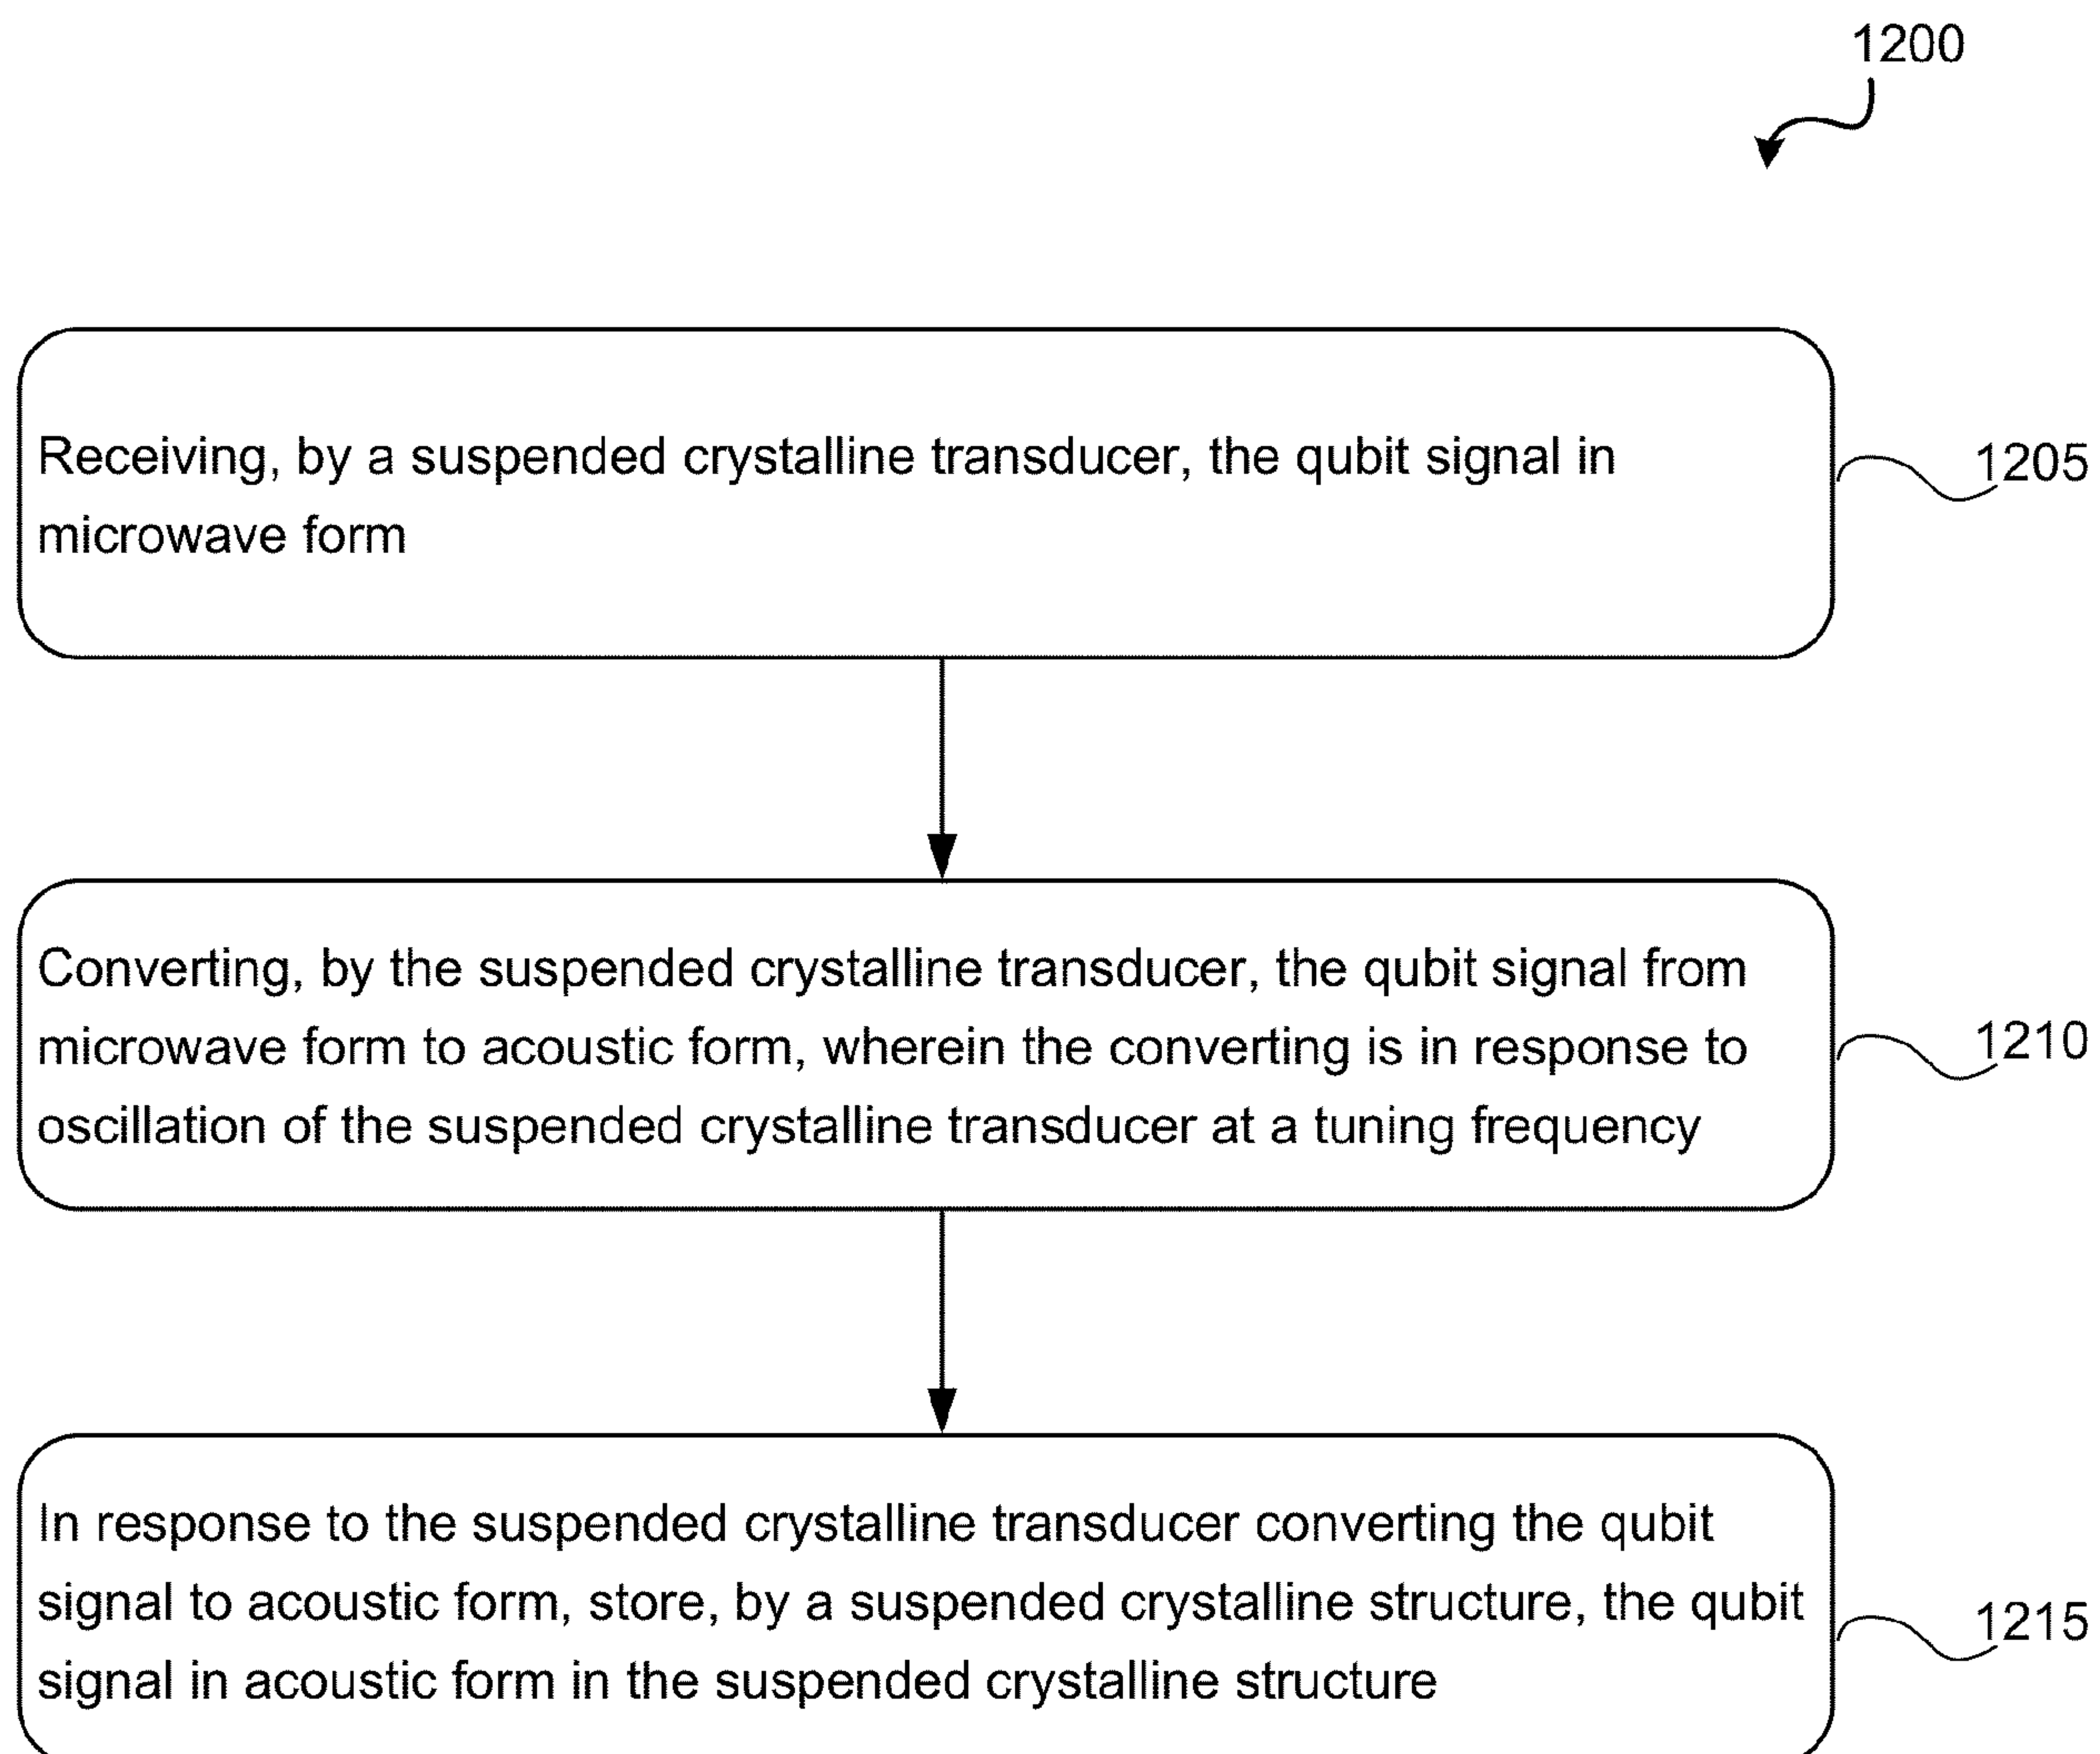 1200
Receiving, by a suspended crystalline transducer, the qubit signal in
microwave form
1205
Converting, by the suspended crystalline transducer, the qubit signal from
microwave form to acoustic form, wherein the converting is in response to
oscillation of the suspended crystalline transducer at a tuning frequency
1210
In response to the suspended crystalline transducer converting the qubit
signal to acoustic form, store, by a suspended crystalline structure, the qubit
signal in acoustic form in the suspended crystalline structure
1215